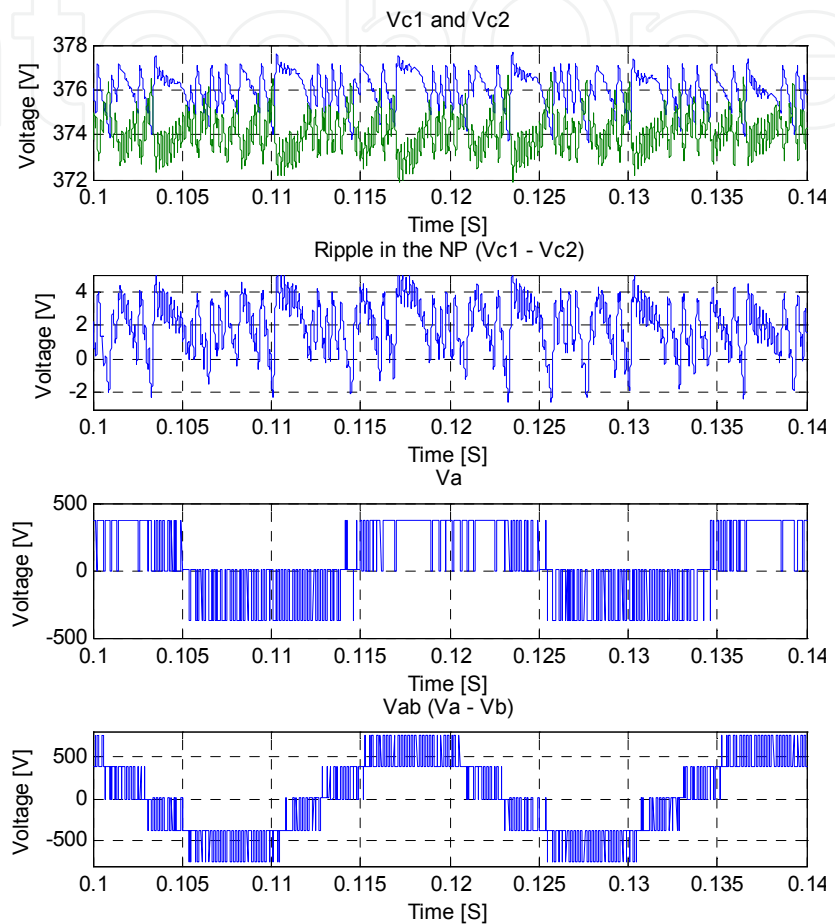 Vc1 and Vc2
Voltage [V]
378
376
374
372
0.1 0.105 0.11 0.115 0.12 0.125 0.13 0.135 0.14
Time [S]
Ripple in the NP (Vc1 - Vc2)
Voltage [V]
4
2
0
-2
0.1 0.105 0.11 0.115 0.12 0.125 0.13 0.135 0.14
Time [S]
Va
Voltage [V]
500
0
-500
0.1 0.105 0.11 0.115 0.12 0.125 0.13 0.135 0.14
Time [S]
Vab (Va - Vb)
Voltage [V]
500
0
-500
0.1 0.105 0.11 0.115 0.12 0.125 0.13 0.135 0.14
Time [S]